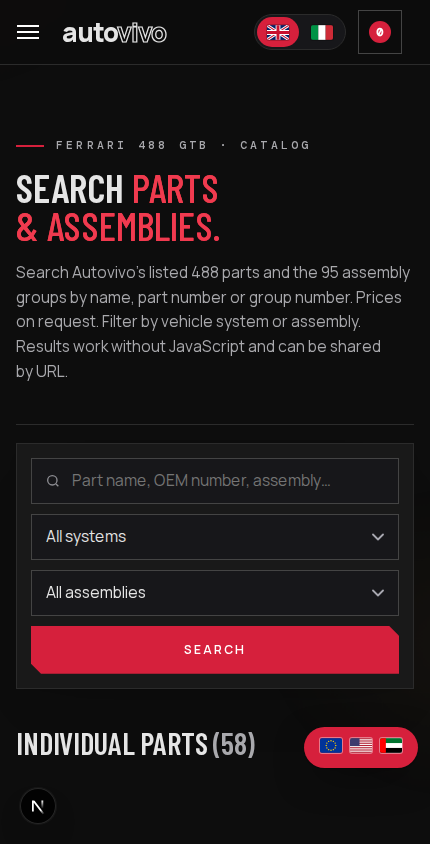 autovivo
0
FERRARI 488 GTB · CATALOG
SEARCH PARTS
& ASSEMBLIES.
Search Autovivo's listed 488 parts and the 95 assembly
groups by name, part number or group number. Prices
on request. Filter by vehicle system or assembly.
Results work without JavaScript and can be shared
by URL.
Part name, OEM number, assembly…
All systems
All assemblies
SEARCH
INDIVIDUAL PARTS (58)
N